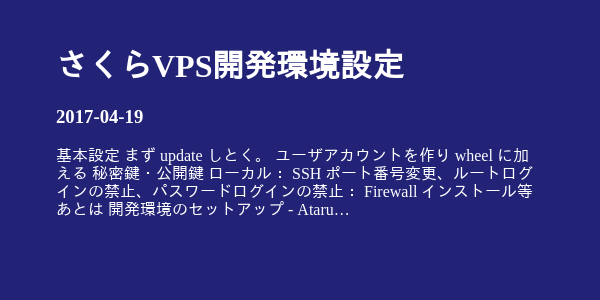 さくらVPS開発環境設定
2017-04-19
基本設定 まず update しとく。 ユーザアカウントを作り wheel に加
える 秘密鍵・公開鍵 ローカル： SSH ポート番号変更、ルートログ
インの禁止、パスワードログインの禁止： Firewall インストール等
あとは 開発環境のセットアップ - Ataru…